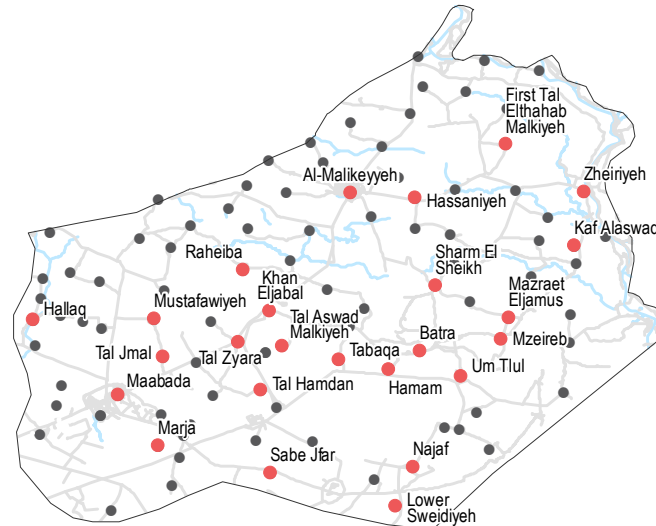 First Tal
Elthahab
Malkiyeh
Al-Malikeyyeh
Zheiriyeh
Hassaniyeh
Kaf Alaswad
Raheiba
Sharm El
Sheikh
Khan
Eljabal
Mazraet
Eljamus
Hallaq
Mustafawiyeh
Tal Aswad
Malkiyeh
Batra
Mzeireb
Tal Jmal
Tal Zyara
Tabaqa
Um Tlul
Maabada
Tal Hamdan
Hamam
Marja
Sabe Jfar
Najaf
Lower
Sweidiyeh